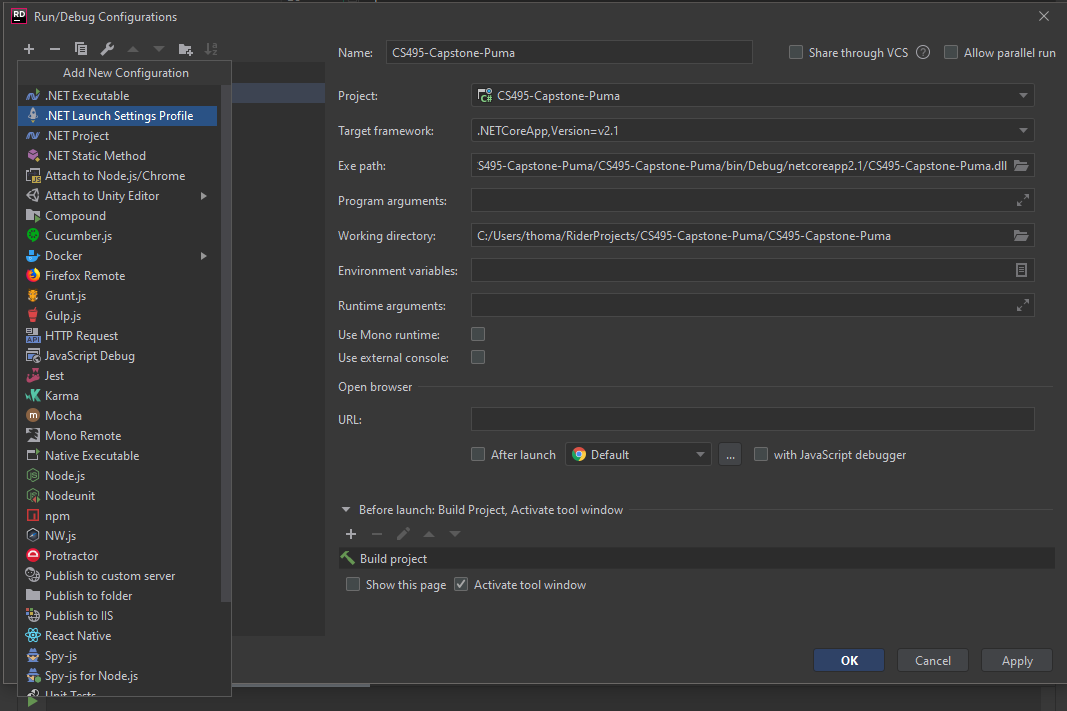 RD Run/Debug Configurations
Add New Configuration
.NET Executable
.NET Launch Settings Profile
.NET Project
.NET Static Method
Attach to Node.js/Chrome
Attach to Unity Editor
Compound
Cucumber.js
Docker
Firefox Remote
Grunt.js
Gulp.js
HTTP Request
JavaScript Debug
Jest
Karma
Mocha
Mono Remote
Native Executable
Node.js
Nodeunit
npm
NW.js
Protractor
Publish to custom server
Publish to folder
Publish to IIS
React Native
Spy-js
Spy-js for Node.js
Unit Tests
Name: CS495-Capstone-Puma Share through VCS ? Allow parallel run
Project: C# CS495-Capstone-Puma
Target framework: .NETCoreApp,Version=v2.1
Exe path: S495-Capstone-Puma/CS495-Capstone-Puma/bin/Debug/netcoreapp2.1/CS495-Capstone-Puma.dll
Program arguments:
Working directory: C:/Users/thoma/RiderProjects/CS495-Capstone-Puma/CS495-Capstone-Puma
Environment variables:
Runtime arguments:
Use Mono runtime:
Use external console:
Open browser
URL:
After launch Default ... with JavaScript debugger
Before launch: Build Project, Activate tool window
Build project
Show this page Activate tool window
OK Cancel Apply